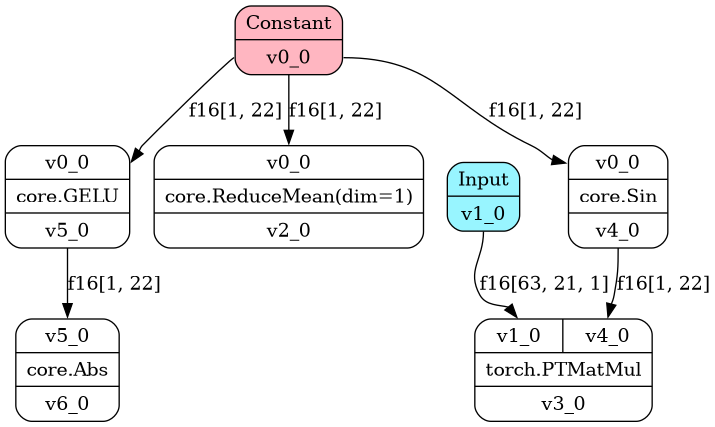 Constant
v0_0
f16[1, 22]
f16[1, 22]
f16[1, 22]
v0_0
core.GELU
v5_0
v0_0
core.ReduceMean(dim=1)
v2_0
Input
v1_0
v0_0
core.Sin
v4_0
f16[1, 22]
f16[63, 21, 1]
f16[1, 22]
v5_0
core.Abs
v6_0
v1_0
v4_0
torch.PTMatMul
v3_0